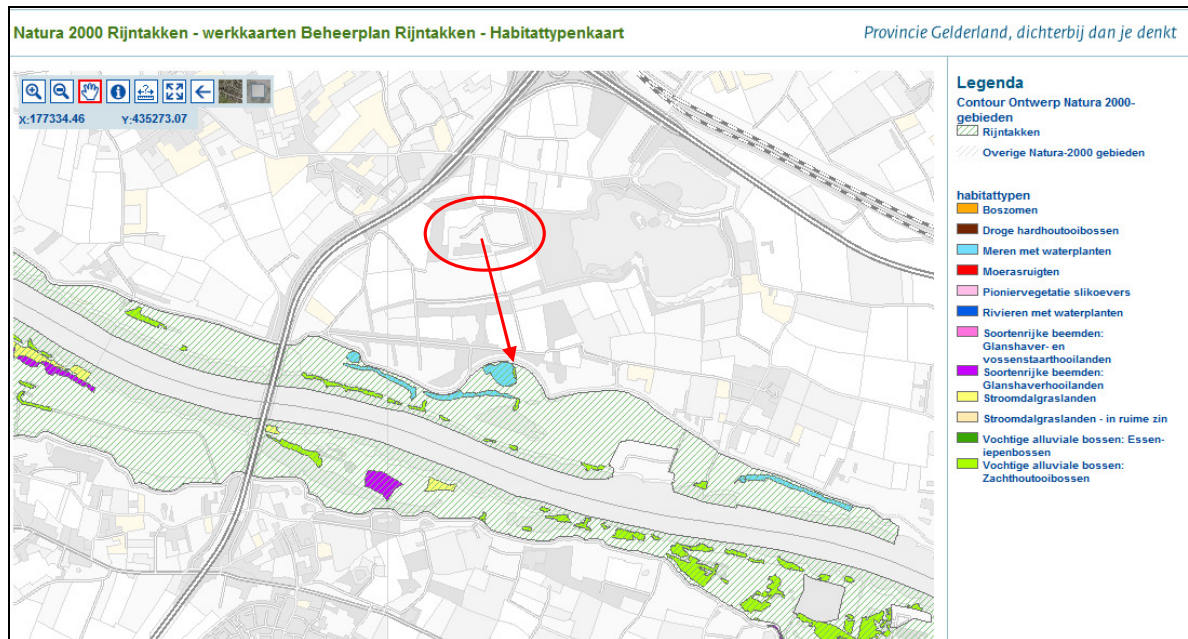 Natura 2000 Rijntakken - werkkaarten Beheerplan Rijntakken - Habitattypenkaart
Provincie Gelderland, dichterbij dan je denkt
X:177334.46 Y:435273.07
Legenda
Contour Ontwerp Natura 2000-
gebieden
Rijntakken
Overige Natura-2000 gebieden
habitattypen
Boszomen
Droge hardhoutooibossen
Meren met waterplanten
Moerasruigten
Pioniervegetatie slikoevers
Rivieren met waterplanten
Soortenrijke beemden:
Glanshaver- en
vossenstaarthooilanden
Soortenrijke beemden:
Glanshaverhooilanden
Stroomdalgraslanden
Stroomdalgraslanden - in ruime zin
Vochtige alluviale bossen: Essen-
iepenbossen
Vochtige alluviale bossen:
Zachthoutooibossen